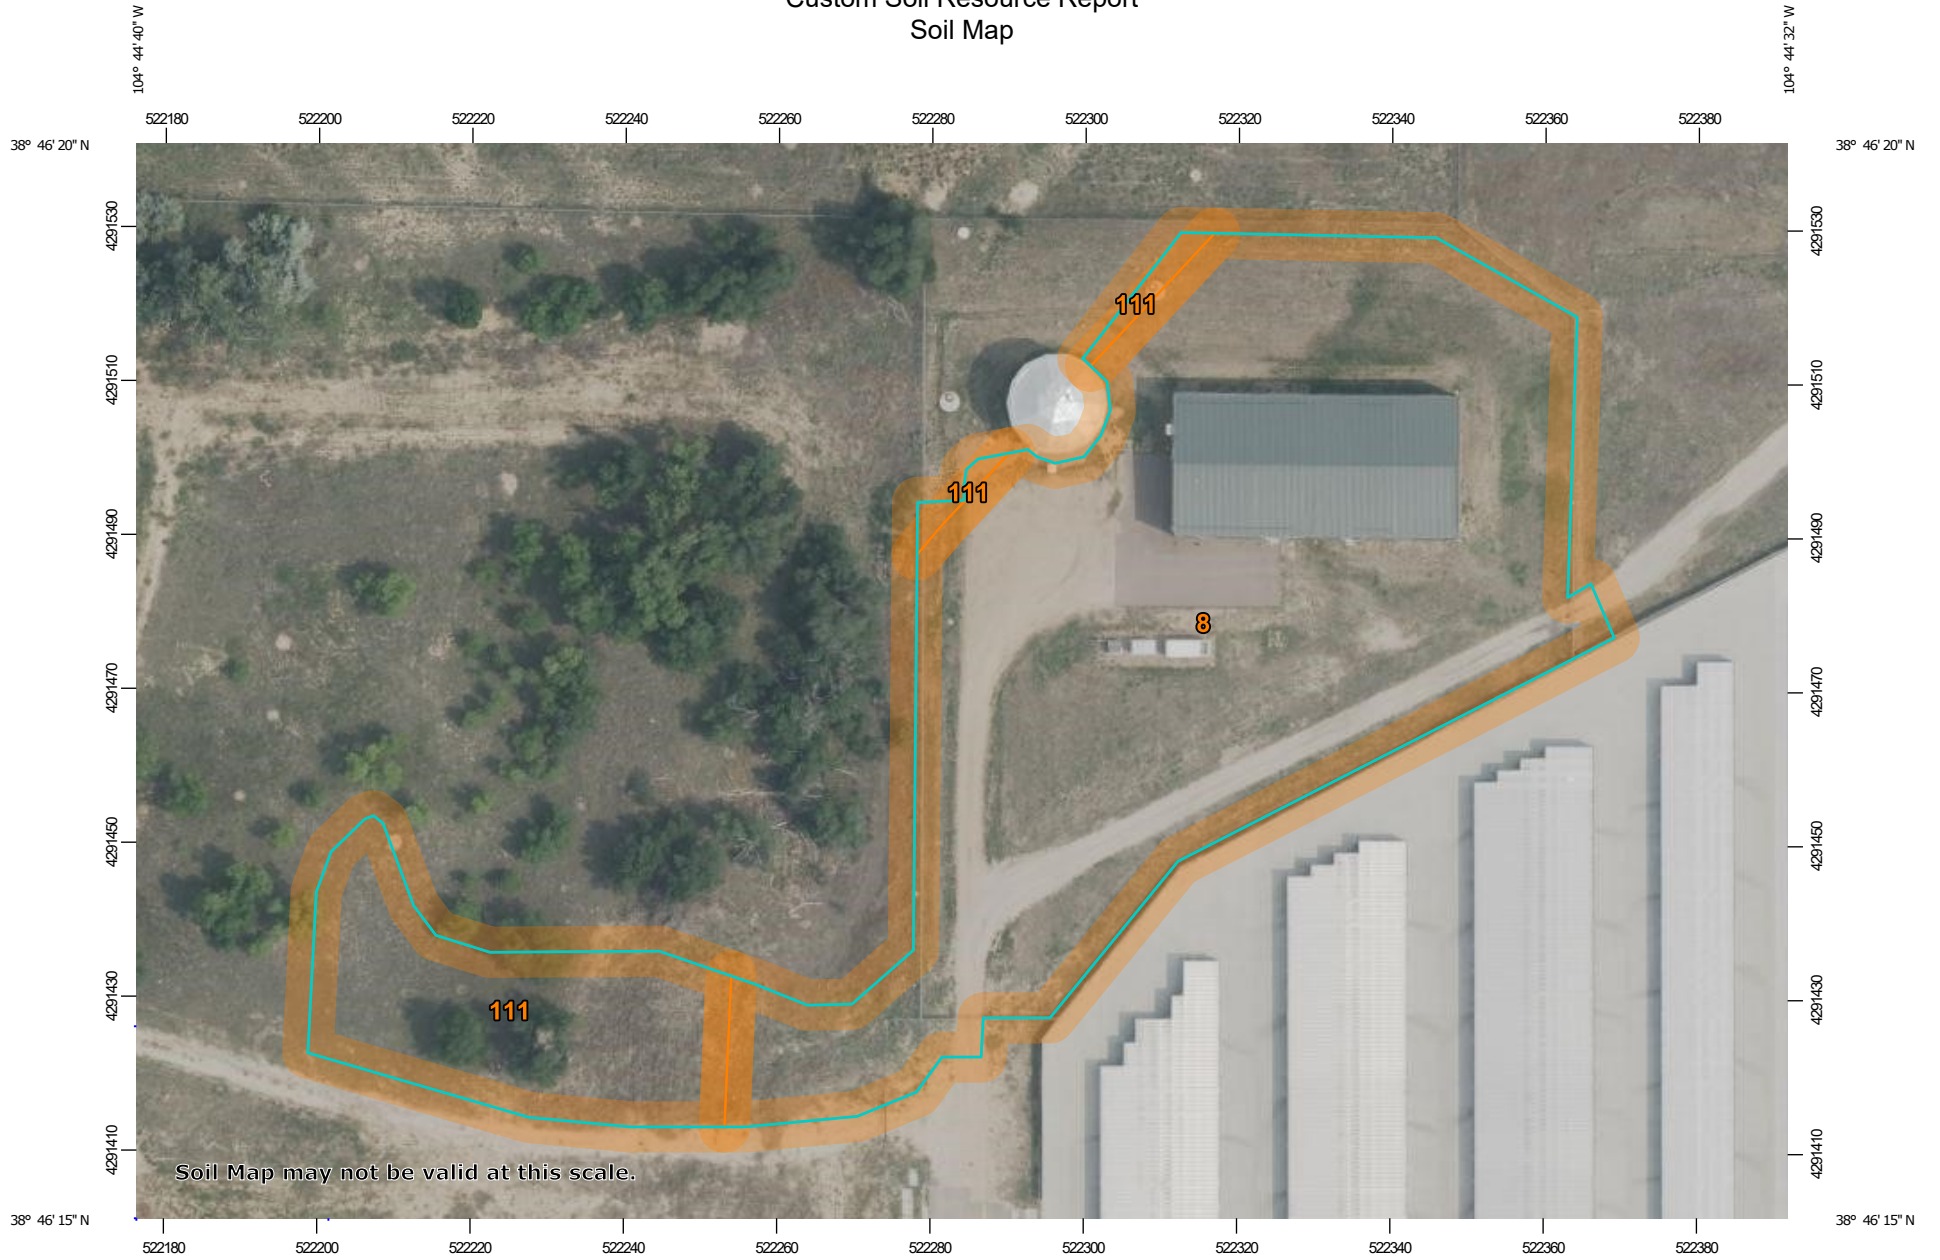 Custom Soil Resource Report
Soil Map
104° 44' 40" W
104° 44' 32" W
522180 522200 522220 522240 522260 522280 522300 522320 522340 522360 522380
38° 46' 20" N
38° 46' 20" N
4291530
4291530
111
4291510
4291510
111
4291490
4291490
8
4291470
4291470
4291450
4291450
4291430
4291430
111
4291410
4291410
Soil Map may not be valid at this scale.
38° 46' 15" N
38° 46' 15" N
522180 522200 522220 522240 522260 522280 522300 522320 522340 522360 522380